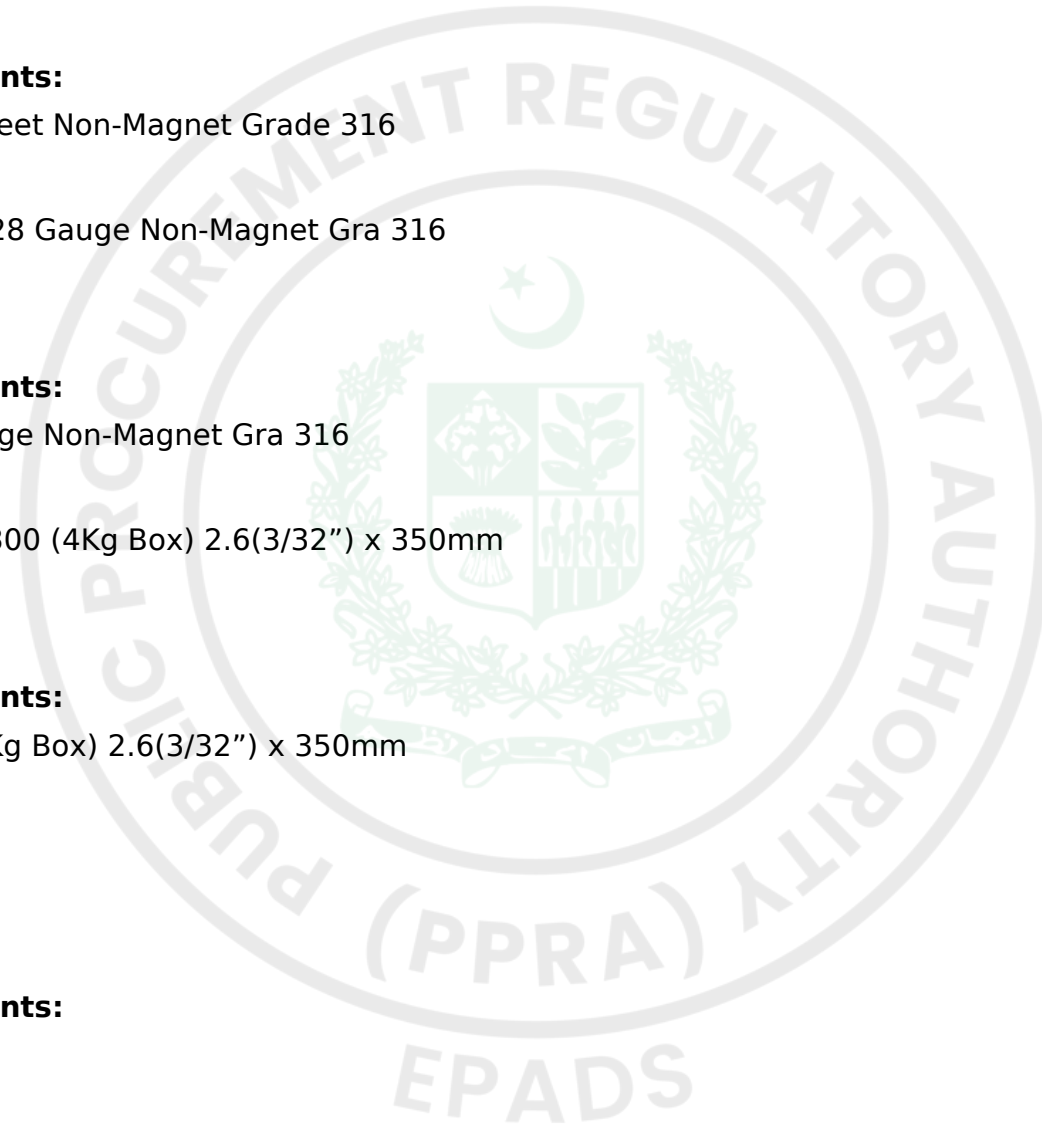 nts:
eet Non-Magnet Grade 316
28 Gauge Non-Magnet Gra 316
nts:
ge Non-Magnet Gra 316
300 (4Kg Box) 2.6(3/32”) x 350mm
nts:
Kg Box) 2.6(3/32”) x 350mm
nts:
PUBLIC PROCUREMENT REGULATORY AUTHORITY
(PPRA)
EPADS